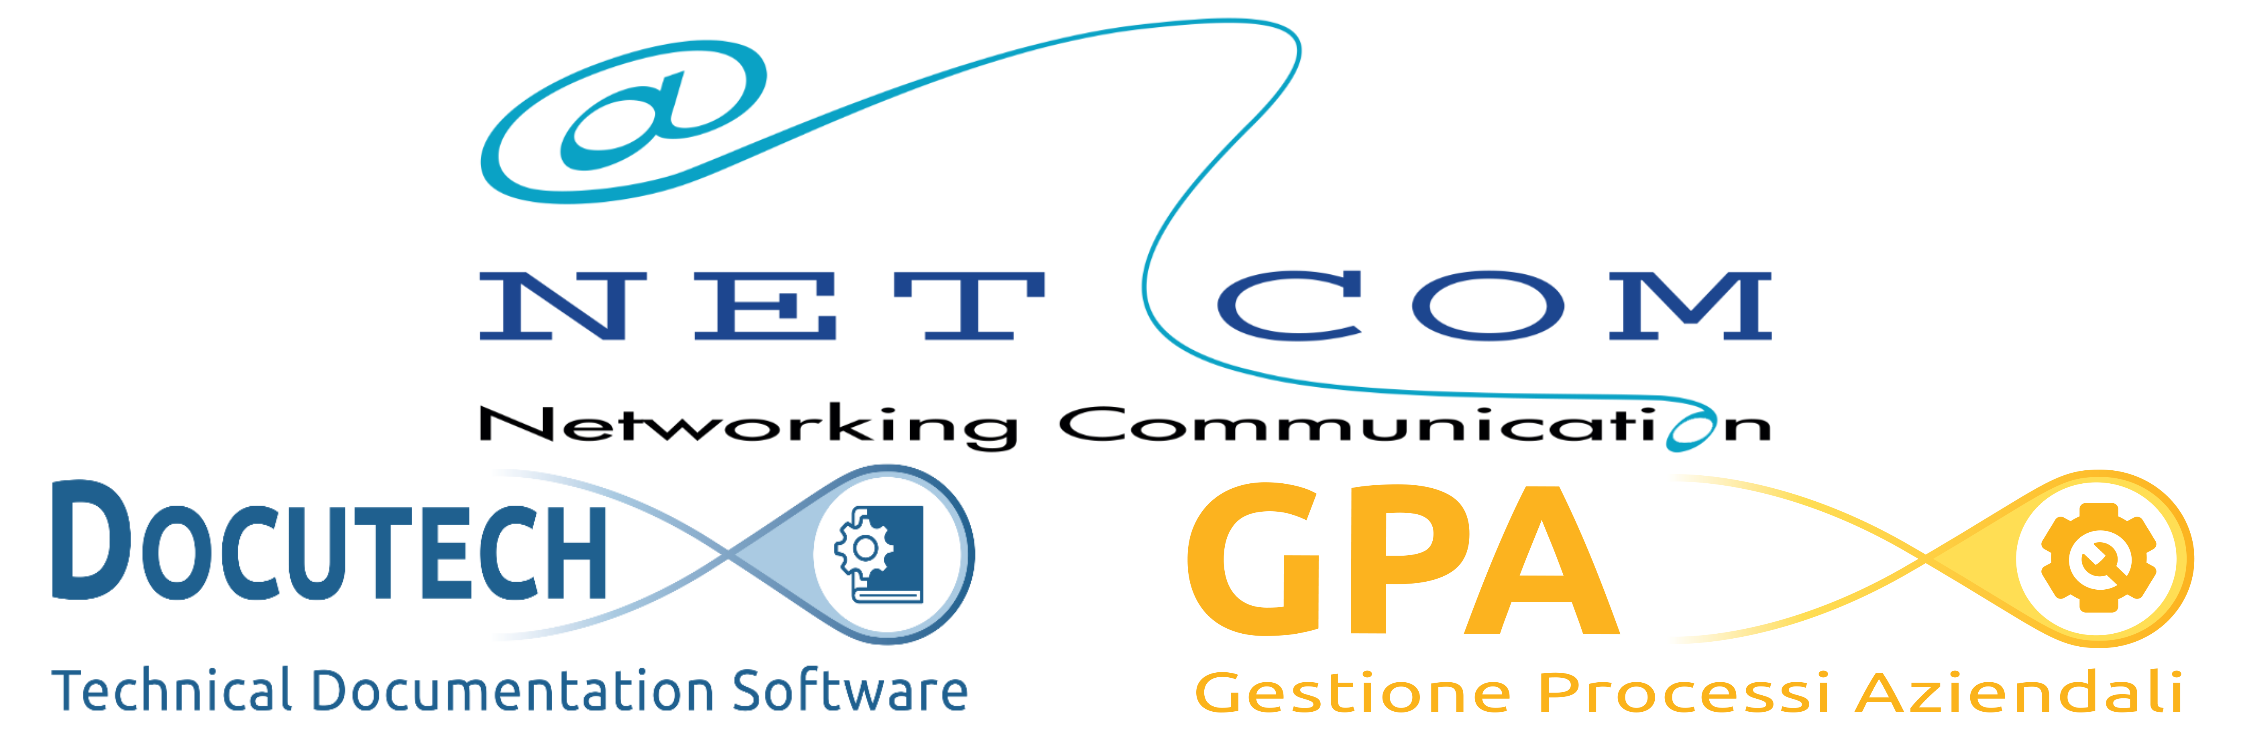 @
NET COM
Networking Communication
DOCUTECH
Technical Documentation Software
GPA
Gestione Processi Aziendali